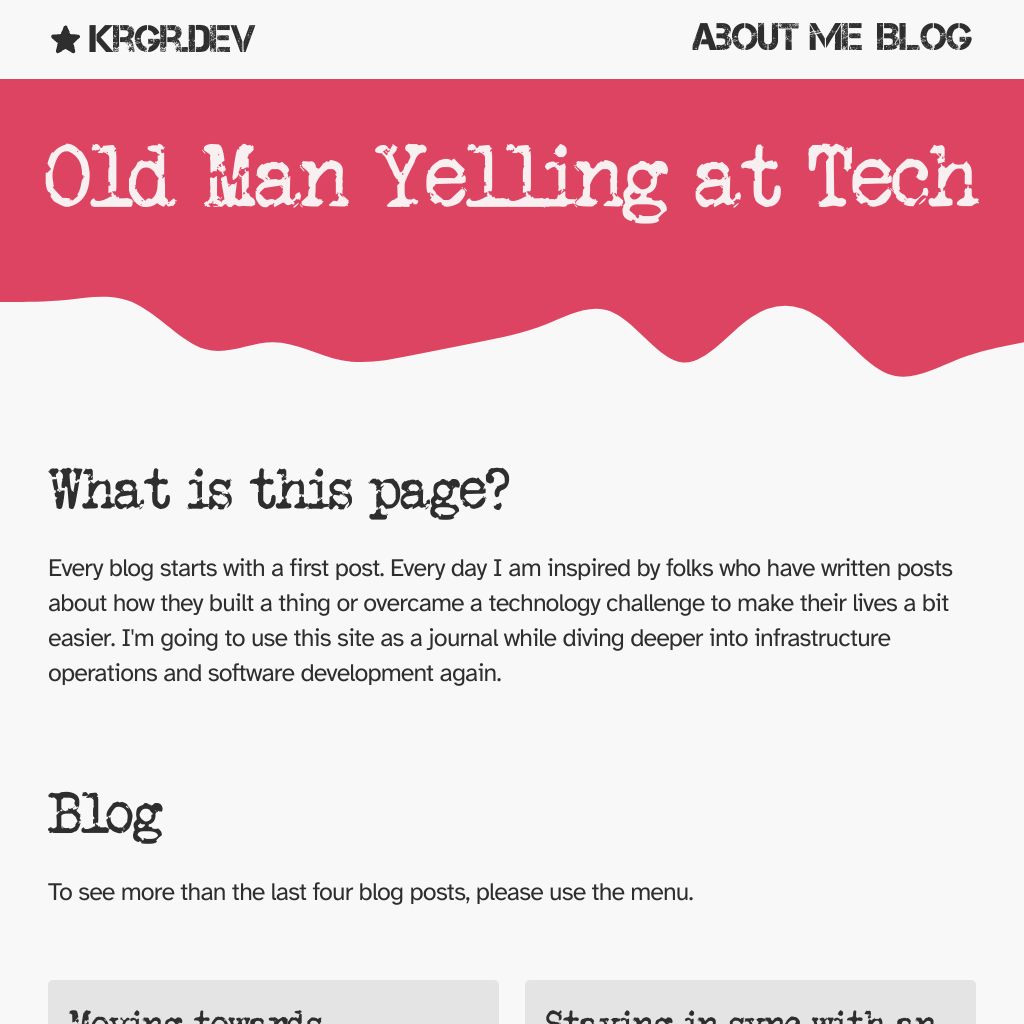 KRGR.DEV
ABOUT ME BLOG
Old Man Yelling at Tech
What is this page?
Every blog starts with a first post. Every day I am inspired by folks who have written posts
about how they built a thing or overcame a technology challenge to make their lives a bit
easier. I'm going to use this site as a journal while diving deeper into infrastructure
operations and software development again.
Blog
To see more than the last four blog posts, please use the menu.
Moving towards
Staying in sync with an